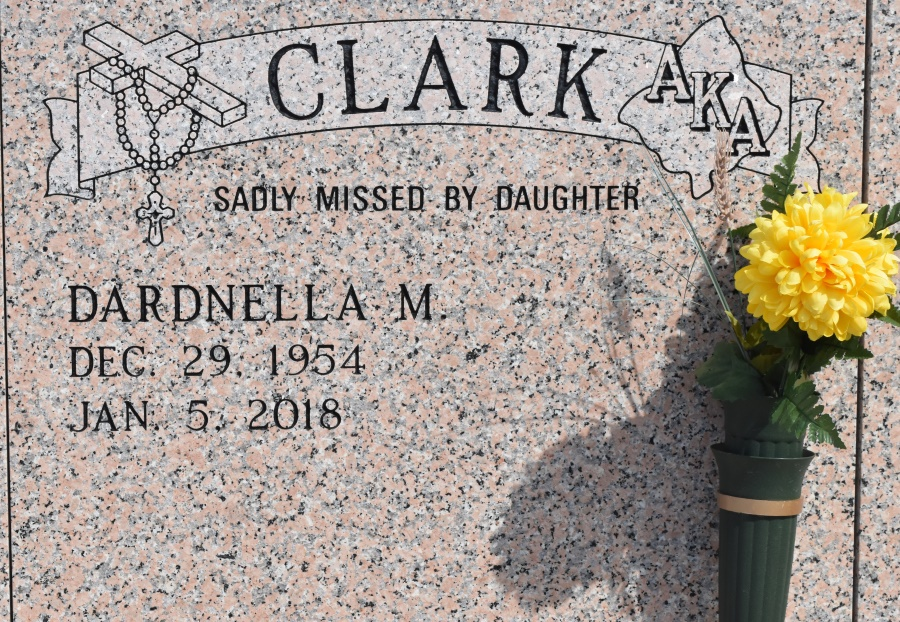 CLARK
AKA
SADLY MISSED BY DAUGHTER
DARDNELLA M.
DEC. 29, 1954
JAN. 5, 2018